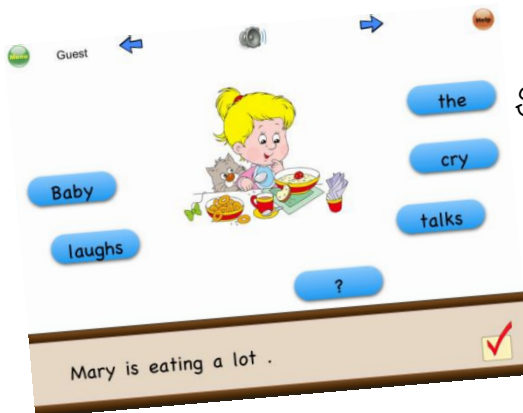 Menu
Guest
Help
the
cry
Baby
talks
laughs
?
Mary is eating a lot .